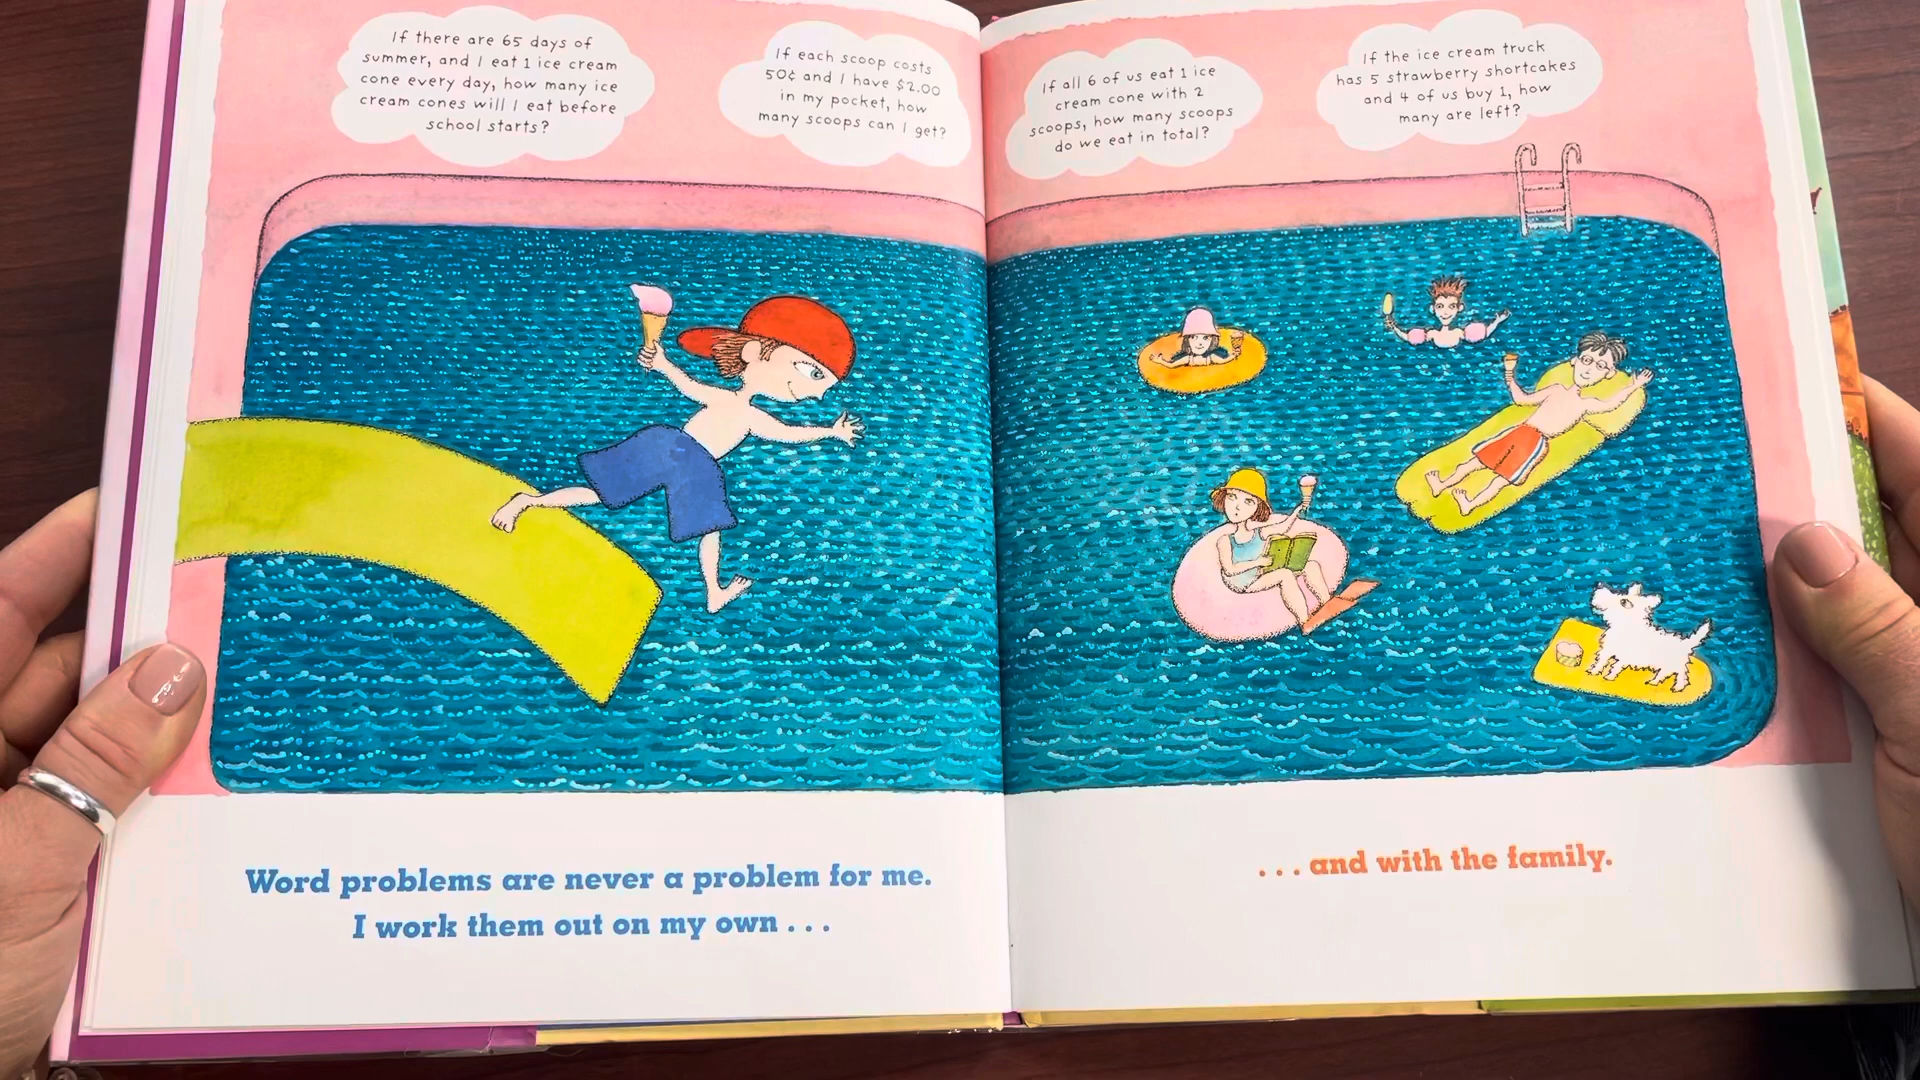 If there are 65 days of
summer, and I eat 1 ice cream
cone every day, how many ice
cream cones will I eat before
school starts?
If each scoop costs
50¢ and I have $2.00
in my pocket, how
many scoops can I get?
If all 6 of us eat 1 ice
cream cone with 2
scoops, how many scoops
do we eat in total?
If the ice cream truck
has 5 strawberry shortcakes
and 4 of us buy 1, how
many are left?
Word problems are never a problem for me.
I work them out on my own . . .
. . . and with the family.